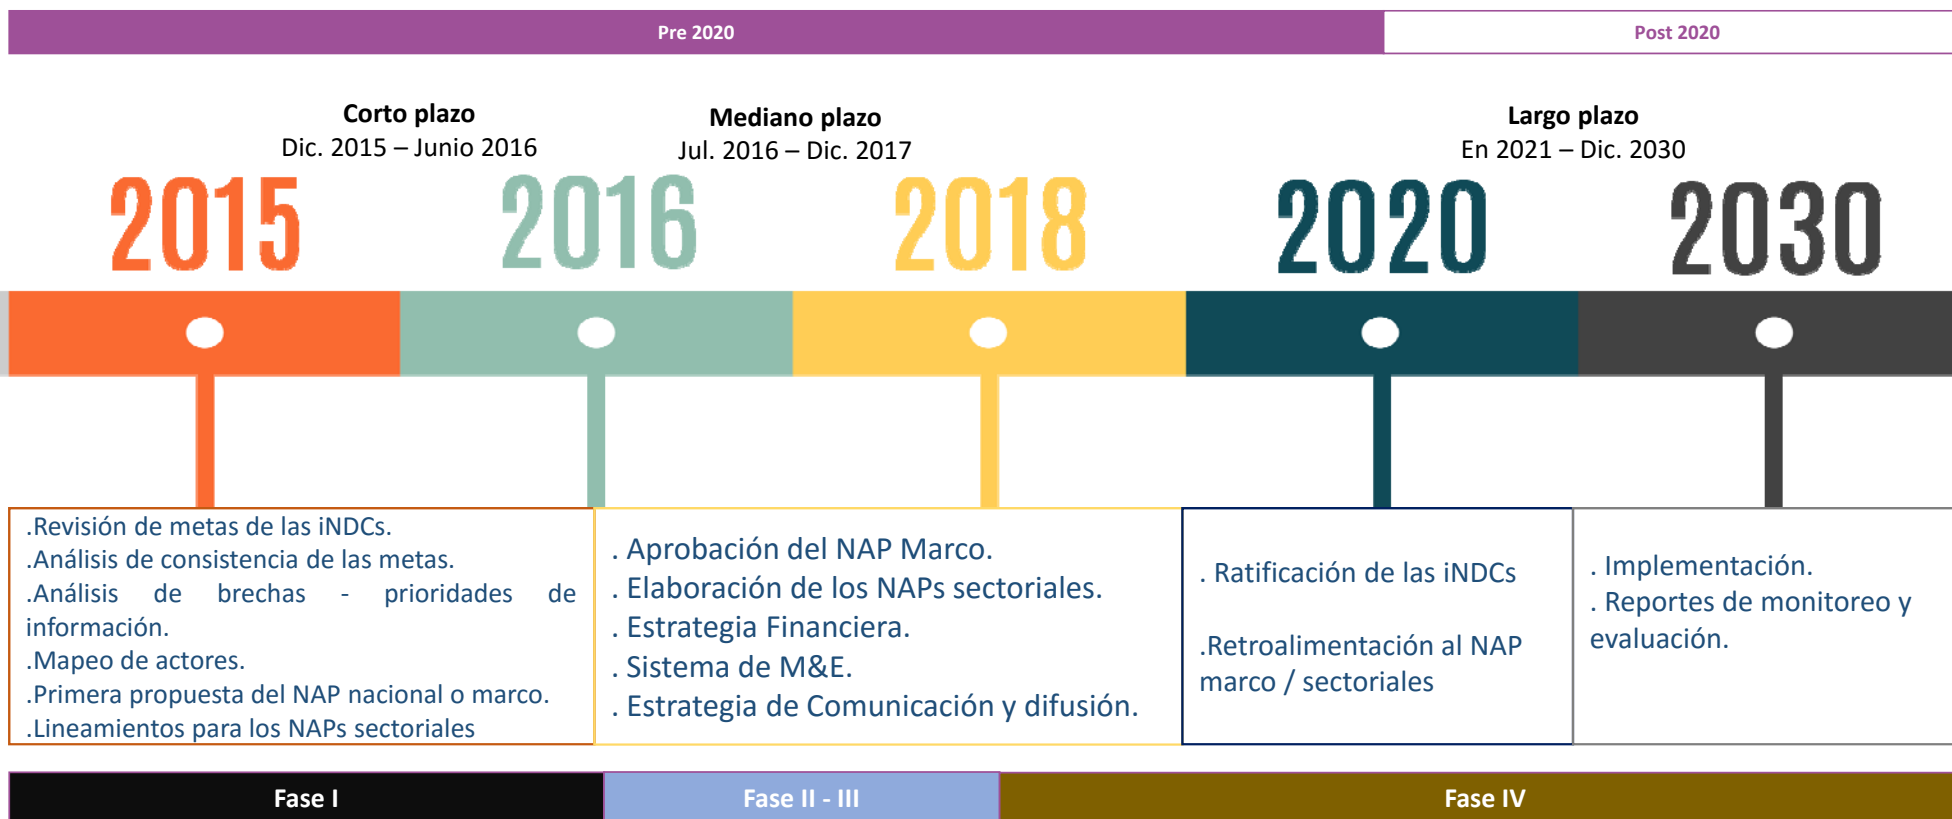 Pre 2020
Post 2020
Corto plazo
Dic. 2015 – Junio 2016
Mediano plazo
Jul. 2016 – Dic. 2017
Largo plazo
En 2021 – Dic. 2030
2015
2016
2018
2020
2030
.Revisión de metas de las iNDCs.
.Análisis de consistencia de las metas.
.Análisis de brechas - prioridades de
información.
.Mapeo de actores.
.Primera propuesta del NAP nacional o marco.
.Lineamientos para los NAPs sectoriales
. Aprobación del NAP Marco.
. Elaboración de los NAPs sectoriales.
. Estrategia Financiera.
. Sistema de M&E.
. Estrategia de Comunicación y difusión.
. Ratificación de las iNDCs
.Retroalimentación al NAP
marco / sectoriales
. Implementación.
. Reportes de monitoreo y
evaluación.
Fase I
Fase II - III
Fase IV